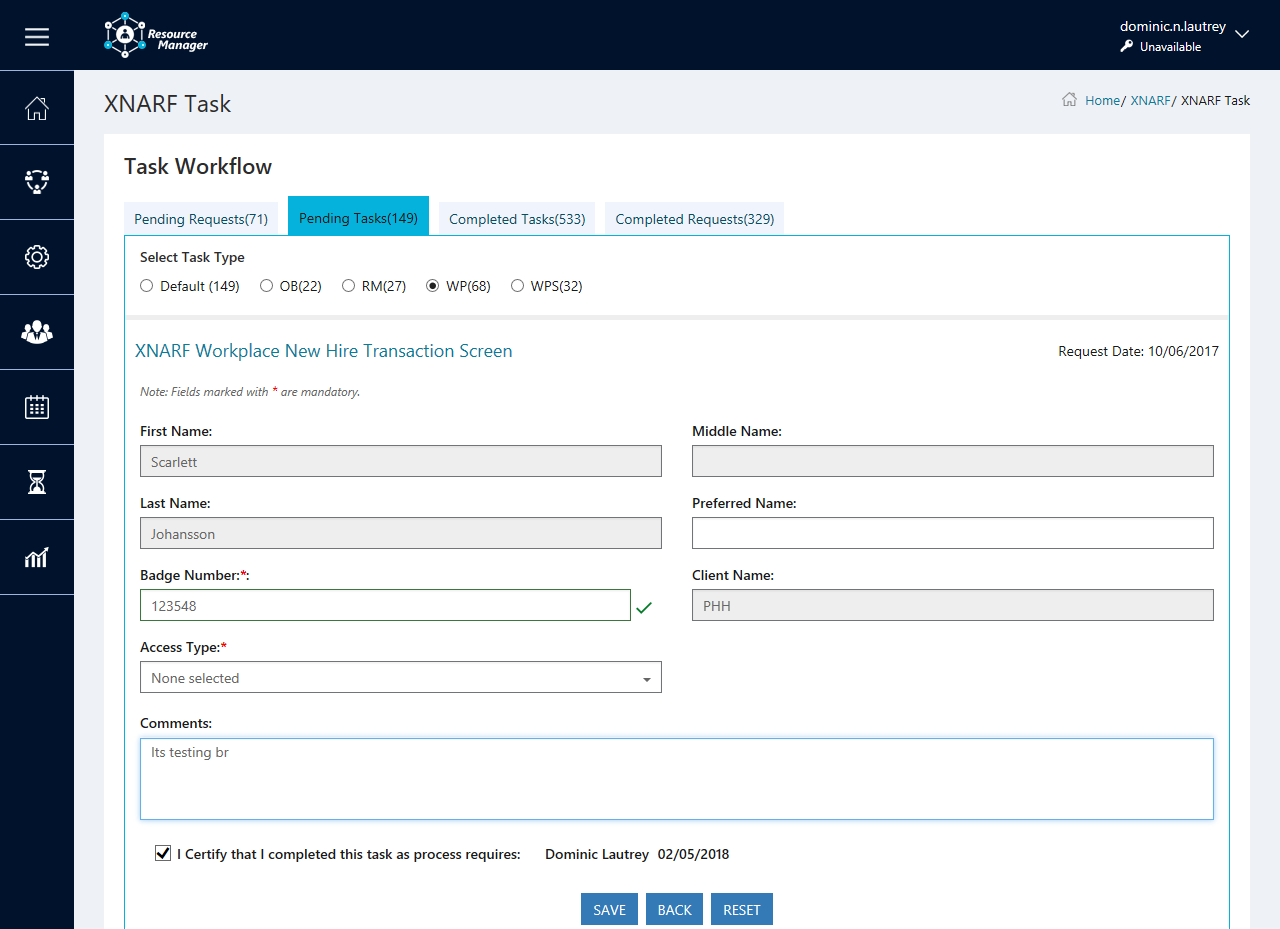 Resource
Manager
dominic.n.lautrey
Unavailable
XNARF Task
Home/ XNARF/ XNARF Task
Task Workflow
Pending Requests(71) Pending Tasks(149) Completed Tasks(533) Completed Requests(329)
Select Task Type
Default (149) OB(22) RM(27) WP(68) WPS(32)
XNARF Workplace New Hire Transaction Screen Request Date: 10/06/2017
Note: Fields marked with * are mandatory.
First Name: Middle Name:
Scarlett
Last Name: Preferred Name:
Johansson
Badge Number:*: Client Name:
123548 PHH
Access Type:*
None selected
Comments:
Its testing br
I Certify that I completed this task as process requires: Dominic Lautrey 02/05/2018
SAVE BACK RESET